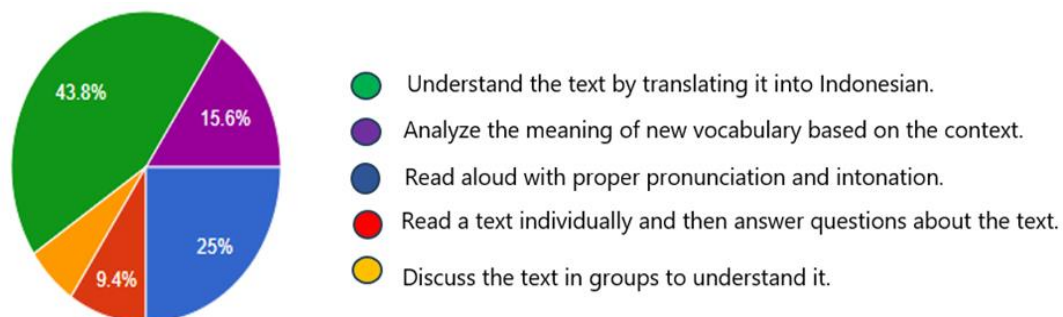 43.8%
15.6%
25%
9.4%
Understand the text by translating it into Indonesian.
Analyze the meaning of new vocabulary based on the context.
Read aloud with proper pronunciation and intonation.
Read a text individually and then answer questions about the text.
Discuss the text in groups to understand it.